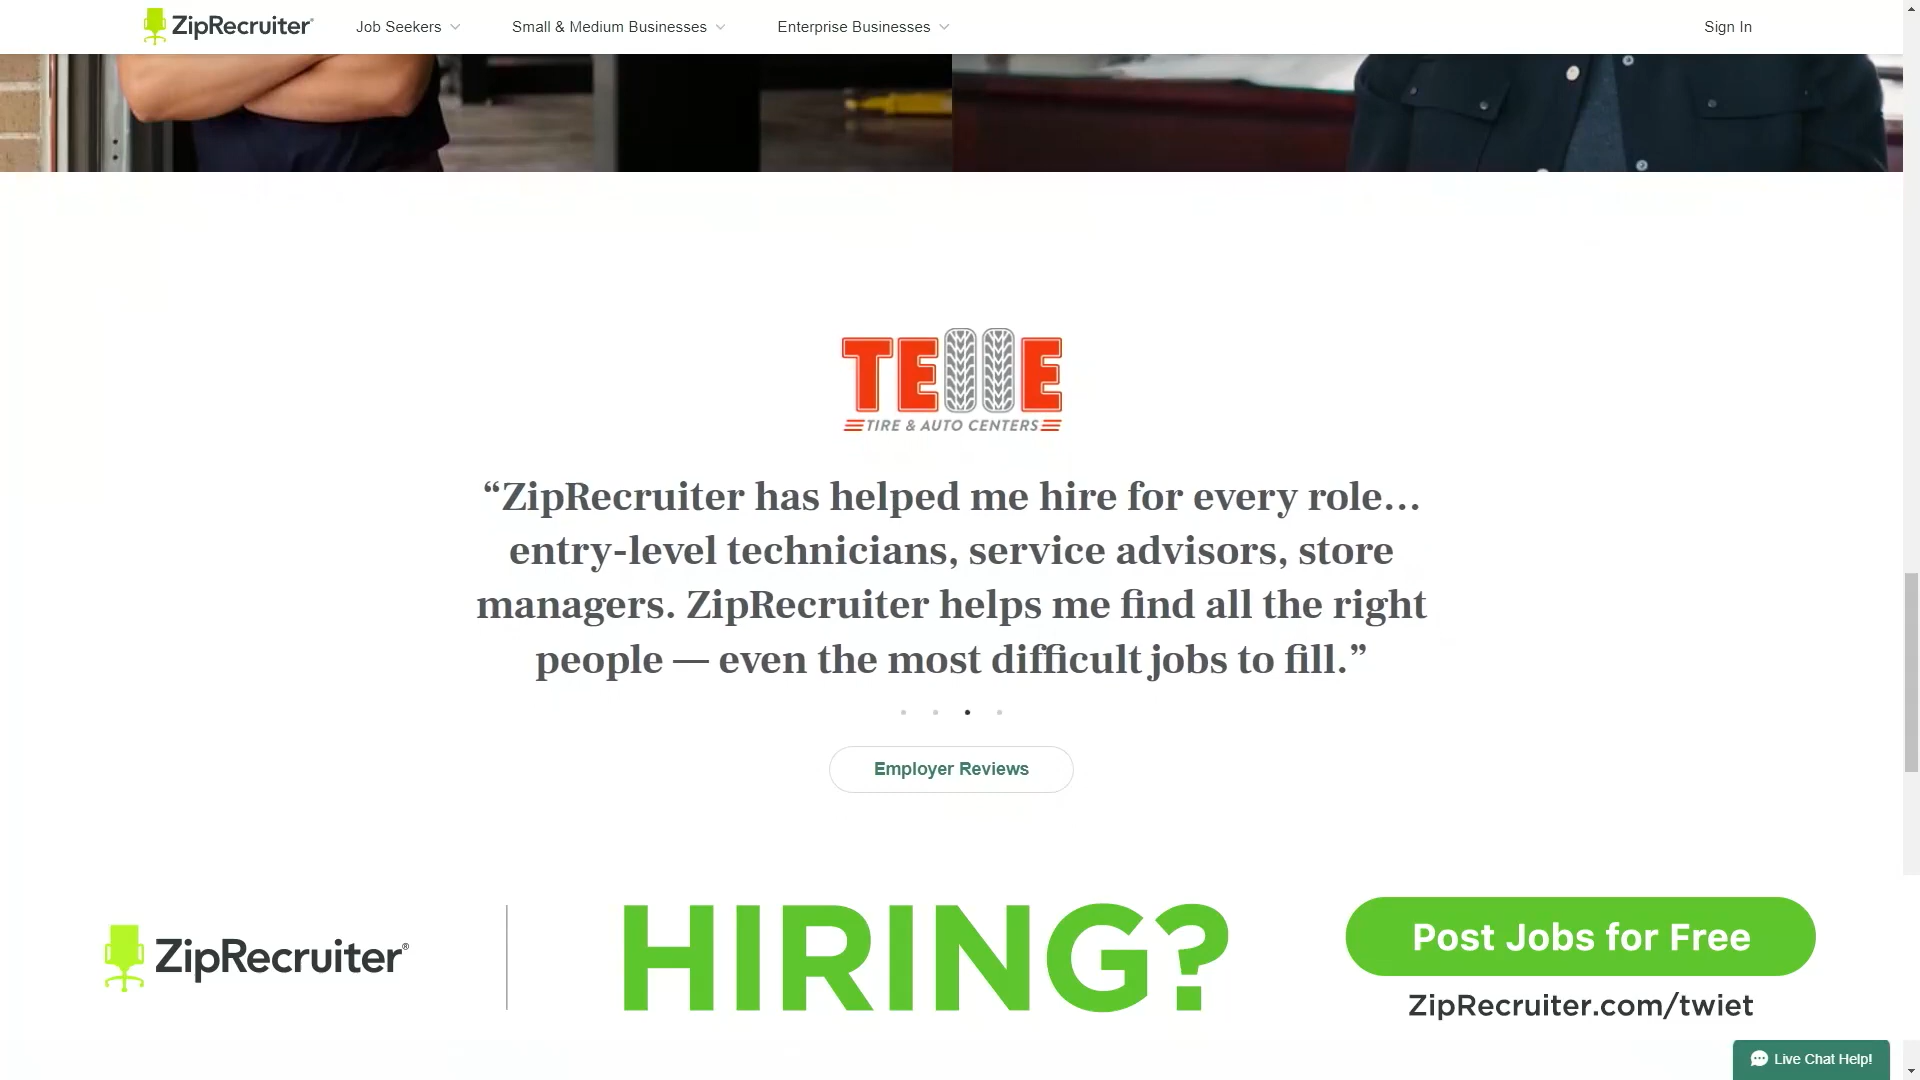 ZipRecruiter®
Job Seekers
Small & Medium Businesses
Enterprise Businesses
Sign In
TELLE
TIRE & AUTO CENTERS
“ZipRecruiter has helped me hire for every role…
entry-level technicians, service advisors, store
managers. ZipRecruiter helps me find all the right
people — even the most difficult jobs to fill.”
Employer Reviews
ZipRecruiter®
HIRING?
Post Jobs for Free
ZipRecruiter.com/twiet
Live Chat Help!